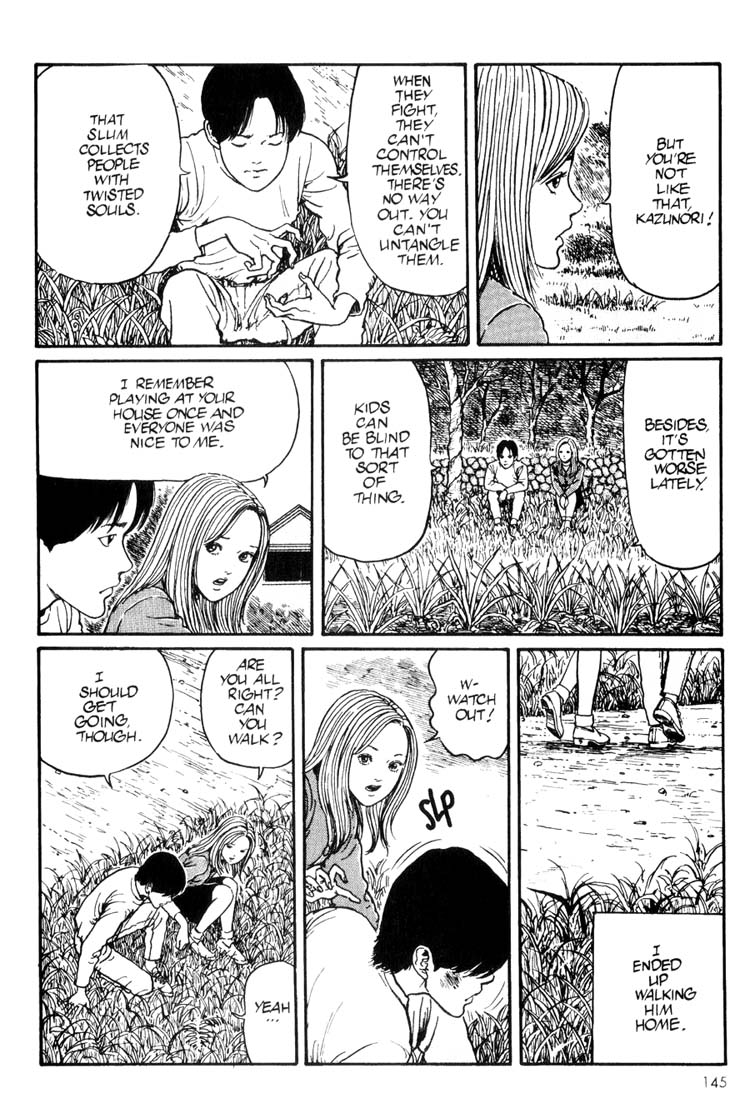 THAT
SLUM
COLLECTS
PEOPLE
WITH
TWISTED
SOULS.
WHEN
THEY
FIGHT,
THEY
CAN'T
CONTROL
THEMSELVES.
THERE'S
NO WAY
OUT. YOU
CAN'T
UNTANGLE
THEM.
BUT
YOU'RE
NOT
LIKE
THAT,
KAZUNORI!
I REMEMBER
PLAYING AT YOUR
HOUSE ONCE AND
EVERYONE WAS
NICE TO ME.
KIDS
CAN
BE BLIND
TO THAT
SORT
OF
THING.
BESIDES,
IT'S
GOTTEN
WORSE
LATELY.
I
SHOULD
GET
GOING,
THOUGH.
ARE
YOU ALL
RIGHT?
CAN
YOU
WALK?
YEAH
...
W-
WATCH
OUT!
SLP
I
ENDED
UP
WALKING
HIM
HOME.
145